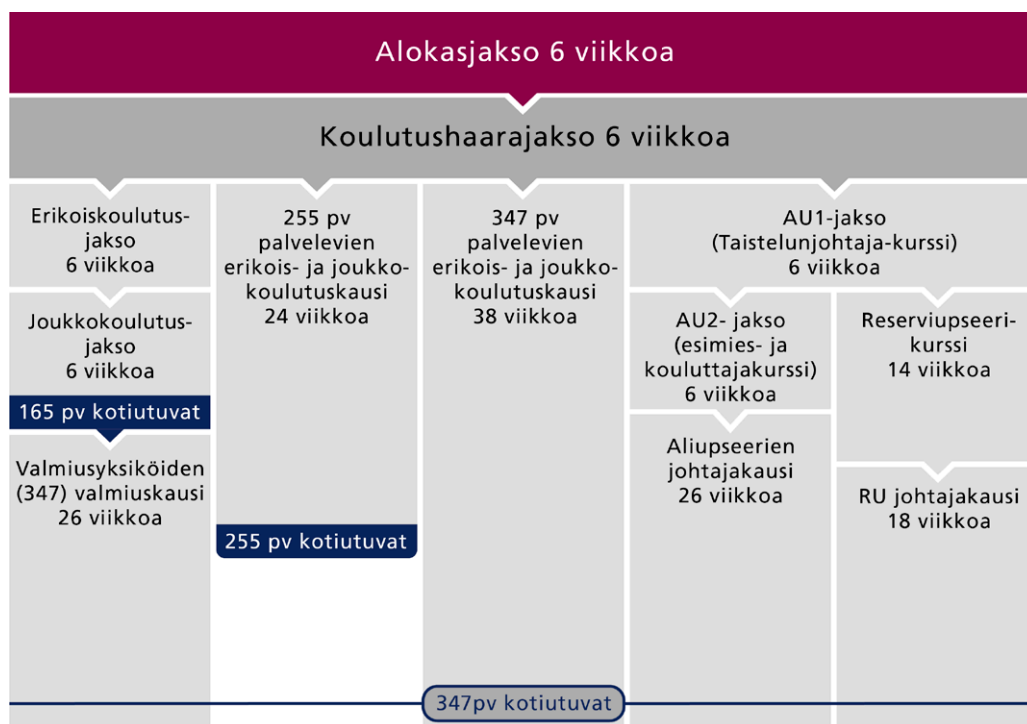 Alokasjakso 6 viikkoa
Koulutushaarajakso 6 viikkoa
Erikoiskoulutus-
jakso
6 viikkoa
Joukkokoulutus-
jakso
6 viikkoa
165 pv kotiutuvat
Valmiusyksiköiden
(347) valmiuskausi
26 viikkoa
255 pv
palvelevien
erikois- ja joukko-
koulutuskausi
24 viikkoa
255 pv kotiutuvat
347 pv
palvelevien
erikois- ja joukko-
koulutuskausi
38 viikkoa
AU1-jakso
(Taistelunjohtaja-kurssi)
6 viikkoa
AU2- jakso
(esimies- ja
kouluttajakurssi)
6 viikkoa
Aliupseerien
johtajakausi
26 viikkoa
Reserviupseeri-
kurssi
14 viikkoa
RU johtajakausi
18 viikkoa
347pv kotiutuvat